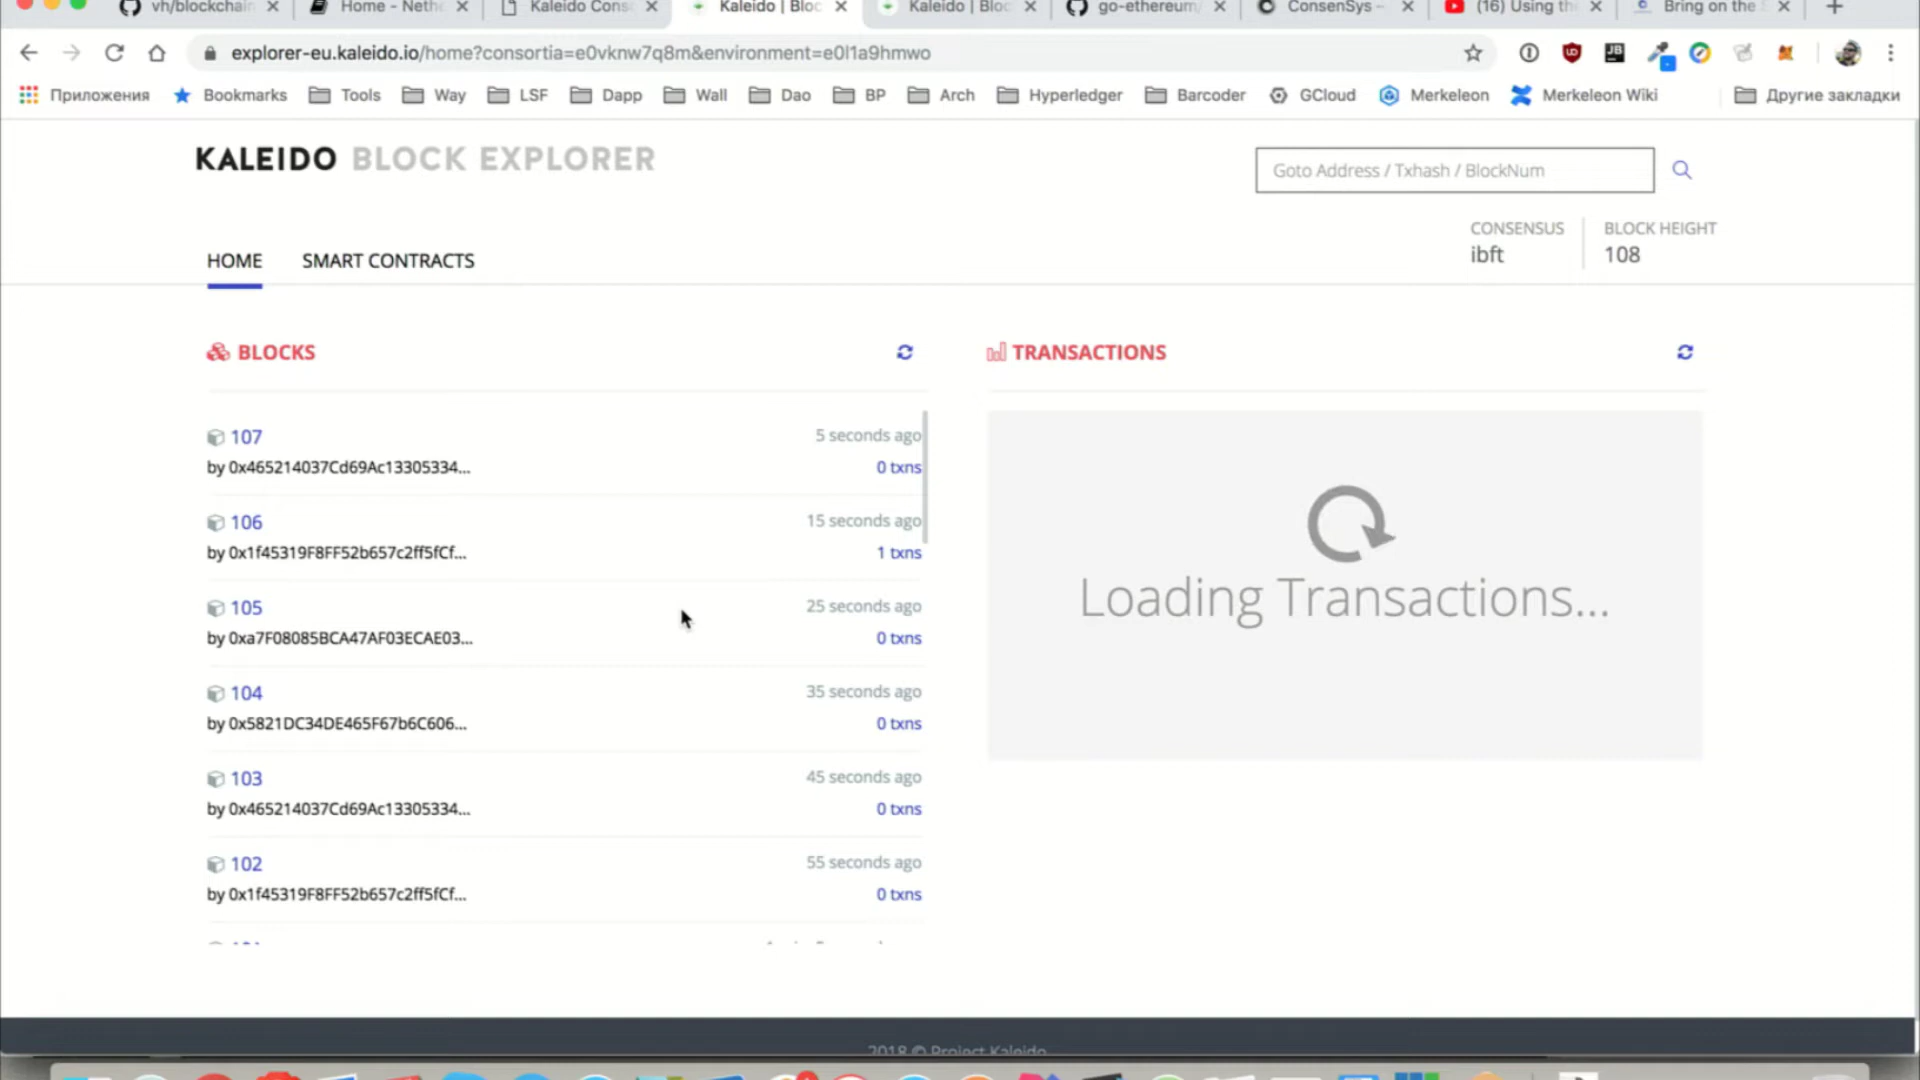 vh/blockchain
Home - Nethe
Kaleido Cons
Kaleido | Bloc
Kaleido | Bloc
go-ethereum/
ConsenSys -
(16) Using th
Bring on the
explorer-eu.kaleido.io/home?consortia=e0vknw7q8m&environment=e0l1a9hmwo
Приложения
Bookmarks
Tools
Way
LSF
Dapp
Wall
Dao
BP
Arch
Hyperledger
Barcoder
GCloud
Merkeleon
Merkeleon Wiki
Другие закладки
KALEIDO BLOCK EXPLORER
Goto Address / Txhash / BlockNum
CONSENSUS
ibft
BLOCK HEIGHT
108
HOME
SMART CONTRACTS
BLOCKS
107
5 seconds ago
by 0x465214037Cd69Ac13305334...
0 txns
106
15 seconds ago
by 0x1f45319F8FF52b657c2ff5fCf...
1 txns
105
25 seconds ago
by 0xa7F08085BCA47AF03ECAE03...
0 txns
104
35 seconds ago
by 0x5821DC34DE465F67b6C606...
0 txns
103
45 seconds ago
by 0x465214037Cd69Ac13305334...
0 txns
102
55 seconds ago
by 0x1f45319F8FF52b657c2ff5fCf...
0 txns
TRANSACTIONS
Loading Transactions...
2018 © Project Kaleido